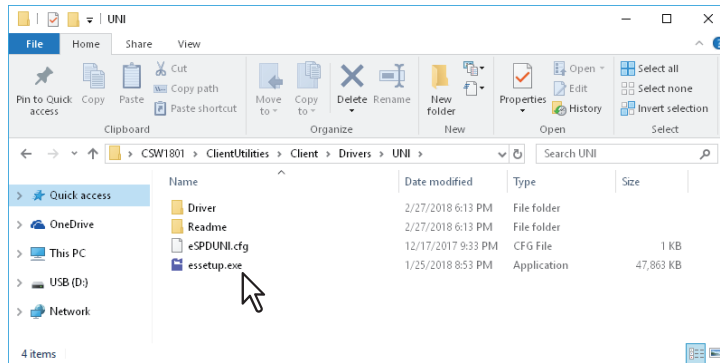 UNI
File Home Share View
Pin to Quick access
Copy
Paste
Cut
Copy path
Paste shortcut
Clipboard
Move to
Copy to
Delete
Rename
Organize
New folder
New
Properties
Open
Edit
History
Open
Select all
Select none
Invert selection
Select
CSW1801 > ClientUtilities > Client > Drivers > UNI >
Search UNI
Quick access
OneDrive
This PC
USB (D:)
Network
Name Date modified Type Size
Driver 2/27/2018 6:13 PM File folder
Readme 2/27/2018 6:13 PM File folder
eSPDUNI.cfg 12/17/2017 9:33 PM CFG File 1 KB
essetup.exe 1/25/2018 8:53 PM Application 47,863 KB
4 items